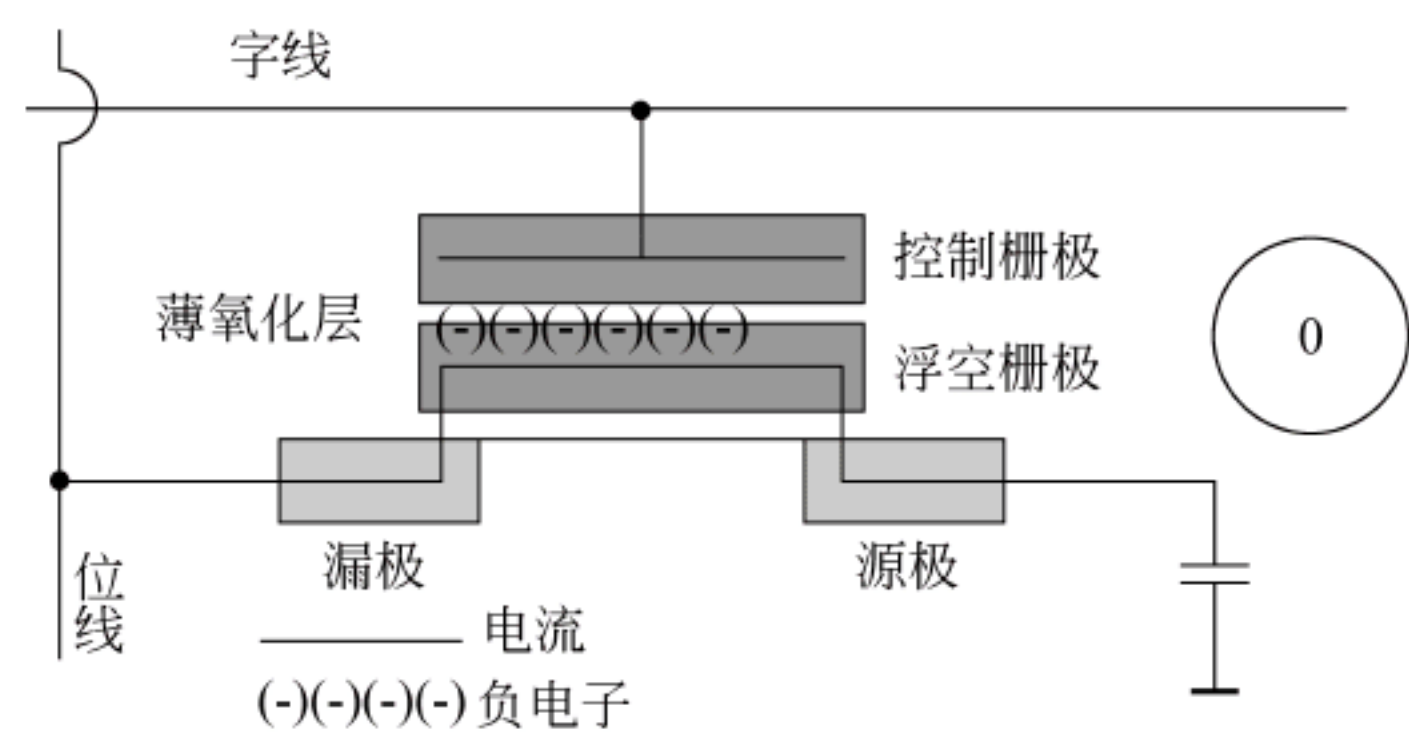 字线
控制栅极
薄氧化层
(-)(-)(-)(-)(-)(-)
浮空栅极
0
漏极
源极
位线
电流
(-)(-)(-)(-) 负电子